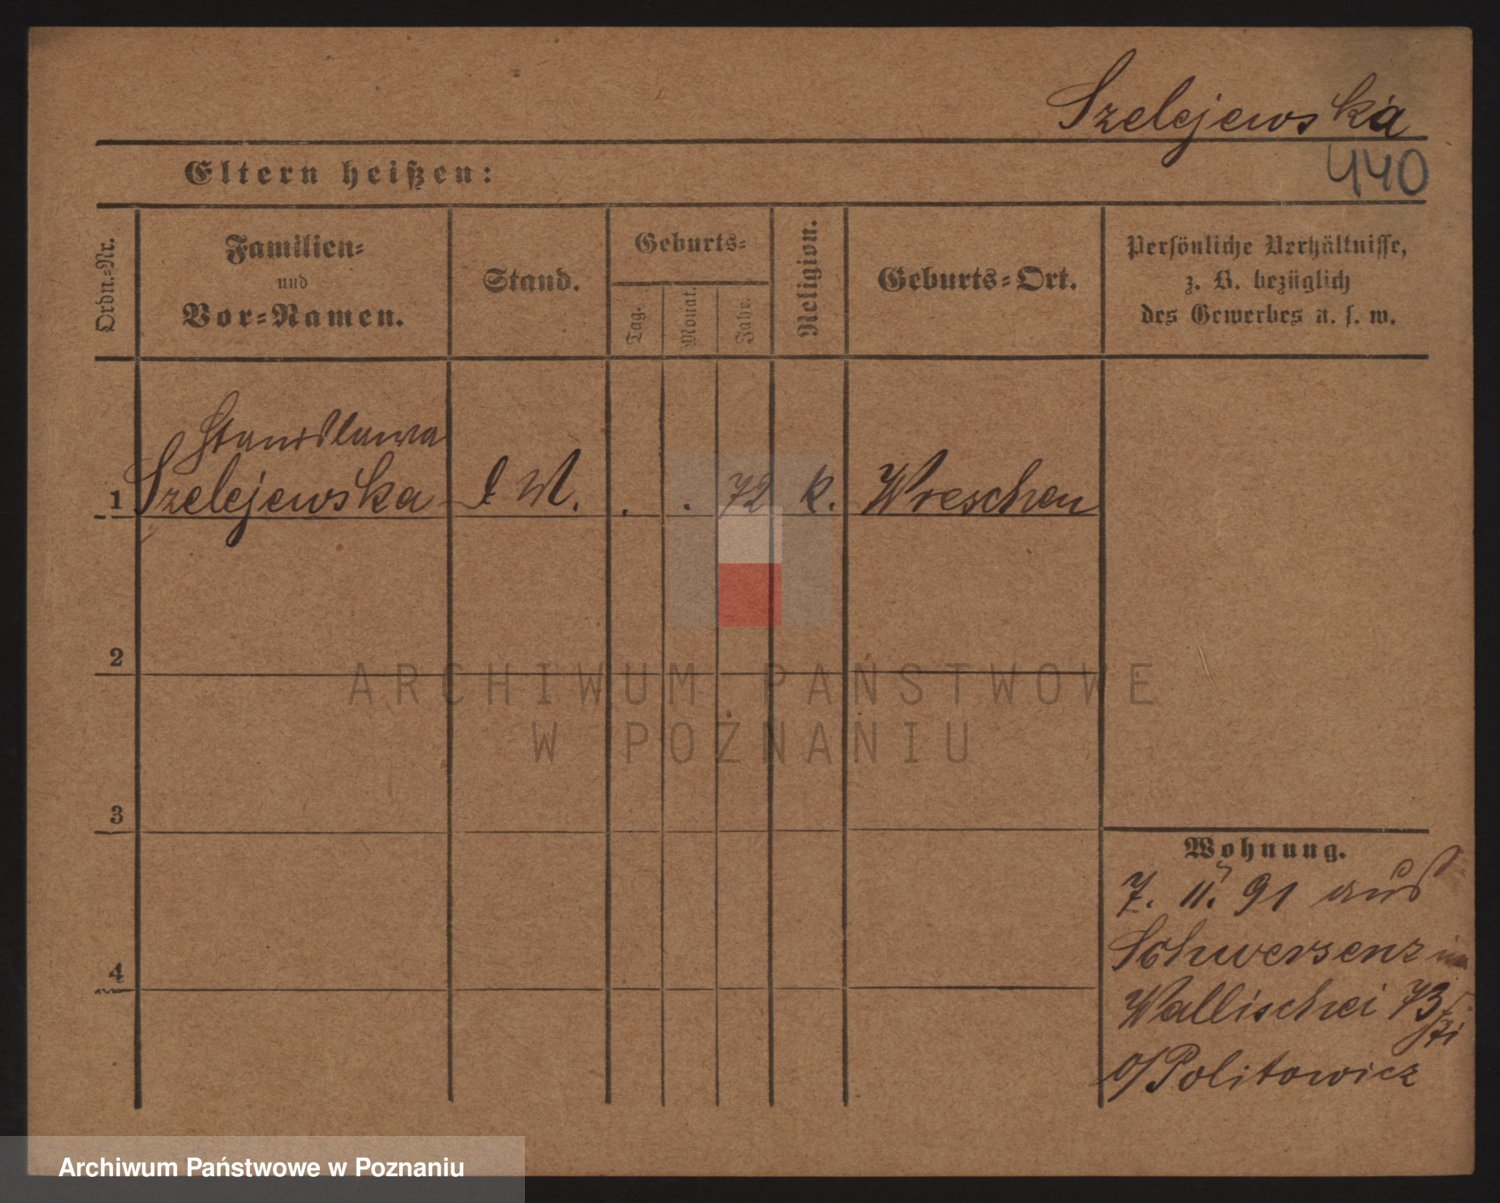 Szelejewska
440
Eltern heißen:
Ordn.-Nr.
Familien-
und
Vor-Namen.
Stand.
Geburts-
Tag.
Monat.
Jahr.
Religion.
Geburts-Ort.
Persönliche Verhältnisse,
z. B. bezüglich
des Gewerbes u. s. w.
Stanislawa
1 Szelejewska . . 72 k. Wreschen
2
3
4
Wohnung.
7. 11. 91 aus
Schwersenz
Wallischei 73
b/Politowicz
ARCHIWUM PAŃSTWOWE
W POZNANIU
Archiwum Państwowe w Poznaniu